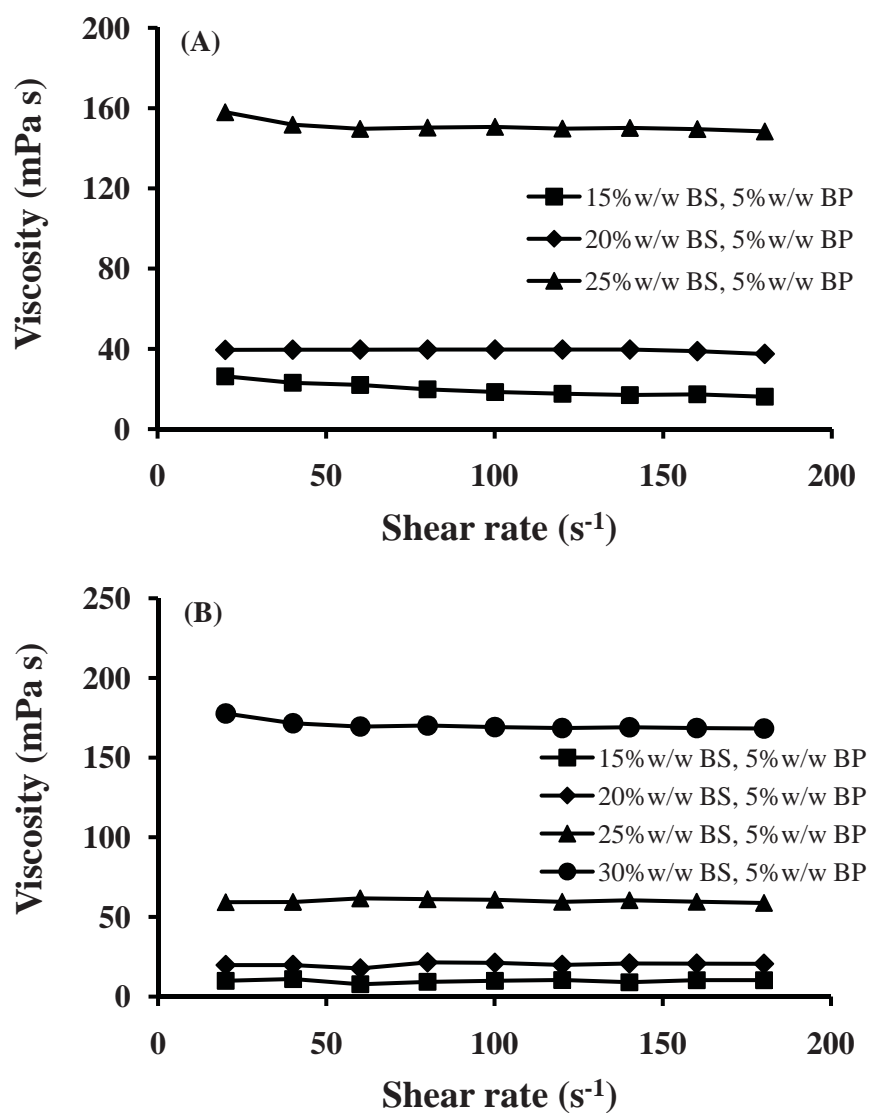 (A)
Viscosity (mPa s)
200
160
120
80
40
0
15%w/w BS, 5%w/w BP
20%w/w BS, 5%w/w BP
25%w/w BS, 5%w/w BP
0 50 100 150 200
Shear rate (s⁻¹)
(B)
Viscosity (mPa s)
250
200
150
100
50
0
15%w/w BS, 5%w/w BP
20%w/w BS, 5%w/w BP
25%w/w BS, 5%w/w BP
30%w/w BS, 5%w/w BP
0 50 100 150 200
Shear rate (s⁻¹)